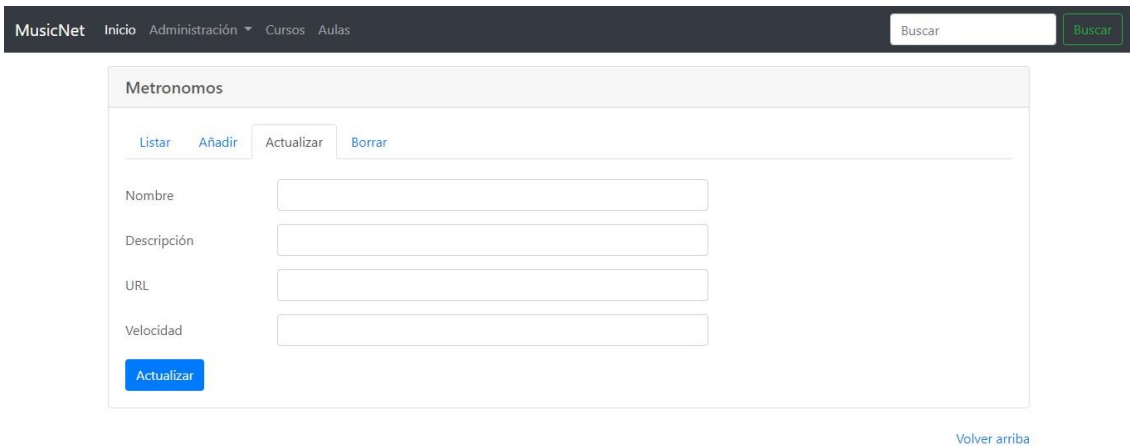 MusicNet Inicio Administración Cursos Aulas Buscar Buscar
Metronomos
Listar Añadir Actualizar Borrar
Nombre
Descripción
URL
Velocidad
Actualizar
Volver arriba